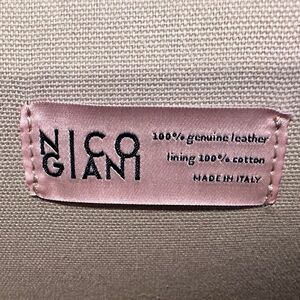 NICO
GIANI
100% genuine leather
lining 100% cotton
MADE IN ITALY